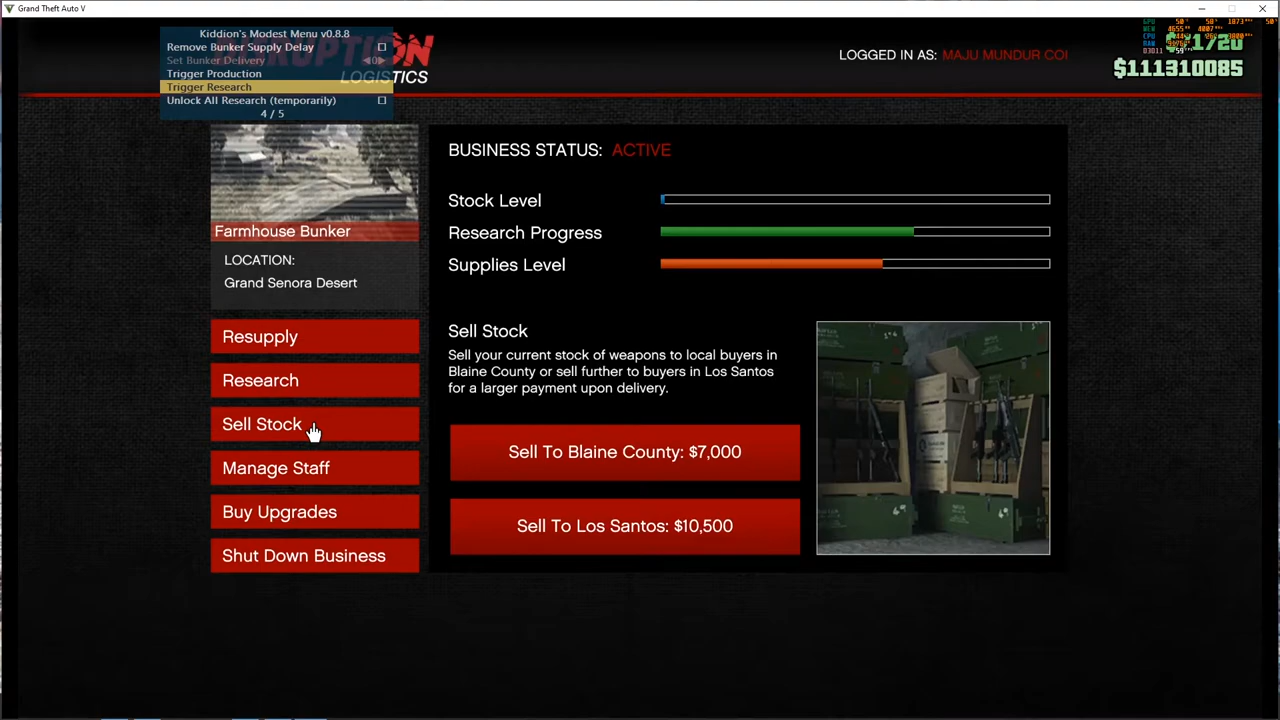 Grand Theft Auto V
Kiddion's Modest Menu v0.8.8
Remove Bunker Supply Delay
Set Bunker Delivery ◀0▶
Trigger Production
Trigger Research
Unlock All Research (temporarily)
4 / 5
LOGISTICS
LOGGED IN AS: MAJU MUNDUR CO
$111310085
Farmhouse Bunker
LOCATION:
Grand Senora Desert
Resupply
Research
Sell Stock
Manage Staff
Buy Upgrades
Shut Down Business
BUSINESS STATUS: ACTIVE
Stock Level
Research Progress
Supplies Level
Sell Stock
Sell your current stock of weapons to local buyers in
Blaine County or sell further to buyers in Los Santos
for a larger payment upon delivery.
Sell To Blaine County: $7,000
Sell To Los Santos: $10,500